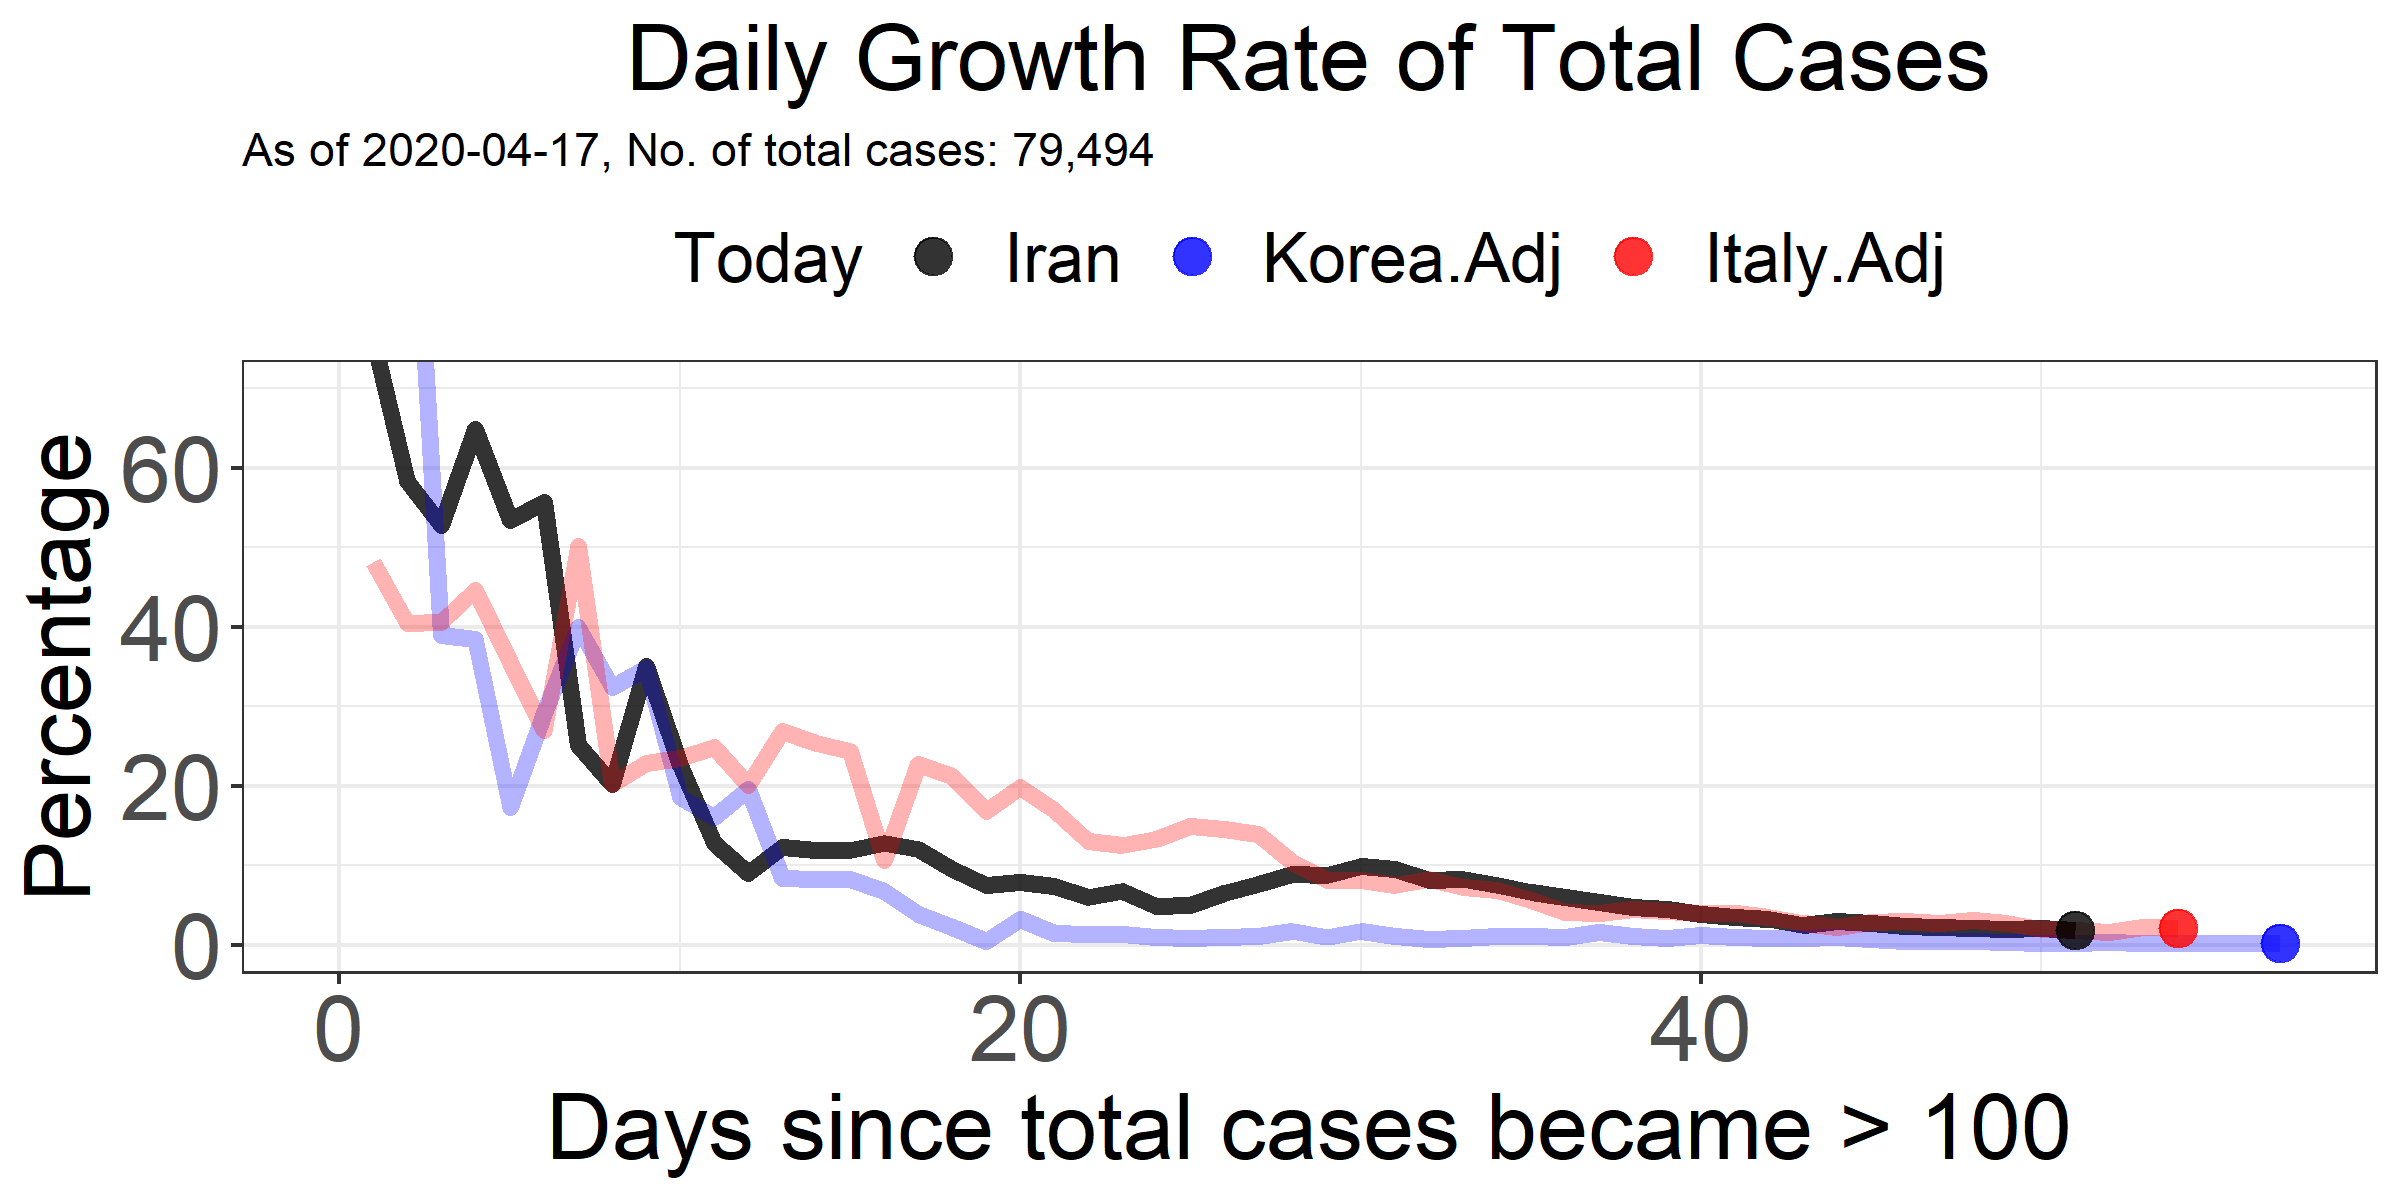 Daily Growth Rate of Total Cases
As of 2020-04-17, No. of total cases: 79,494
Today Iran Korea.Adj Italy.Adj
Percentage
60
40
20
0
0 20 40
Days since total cases became > 100